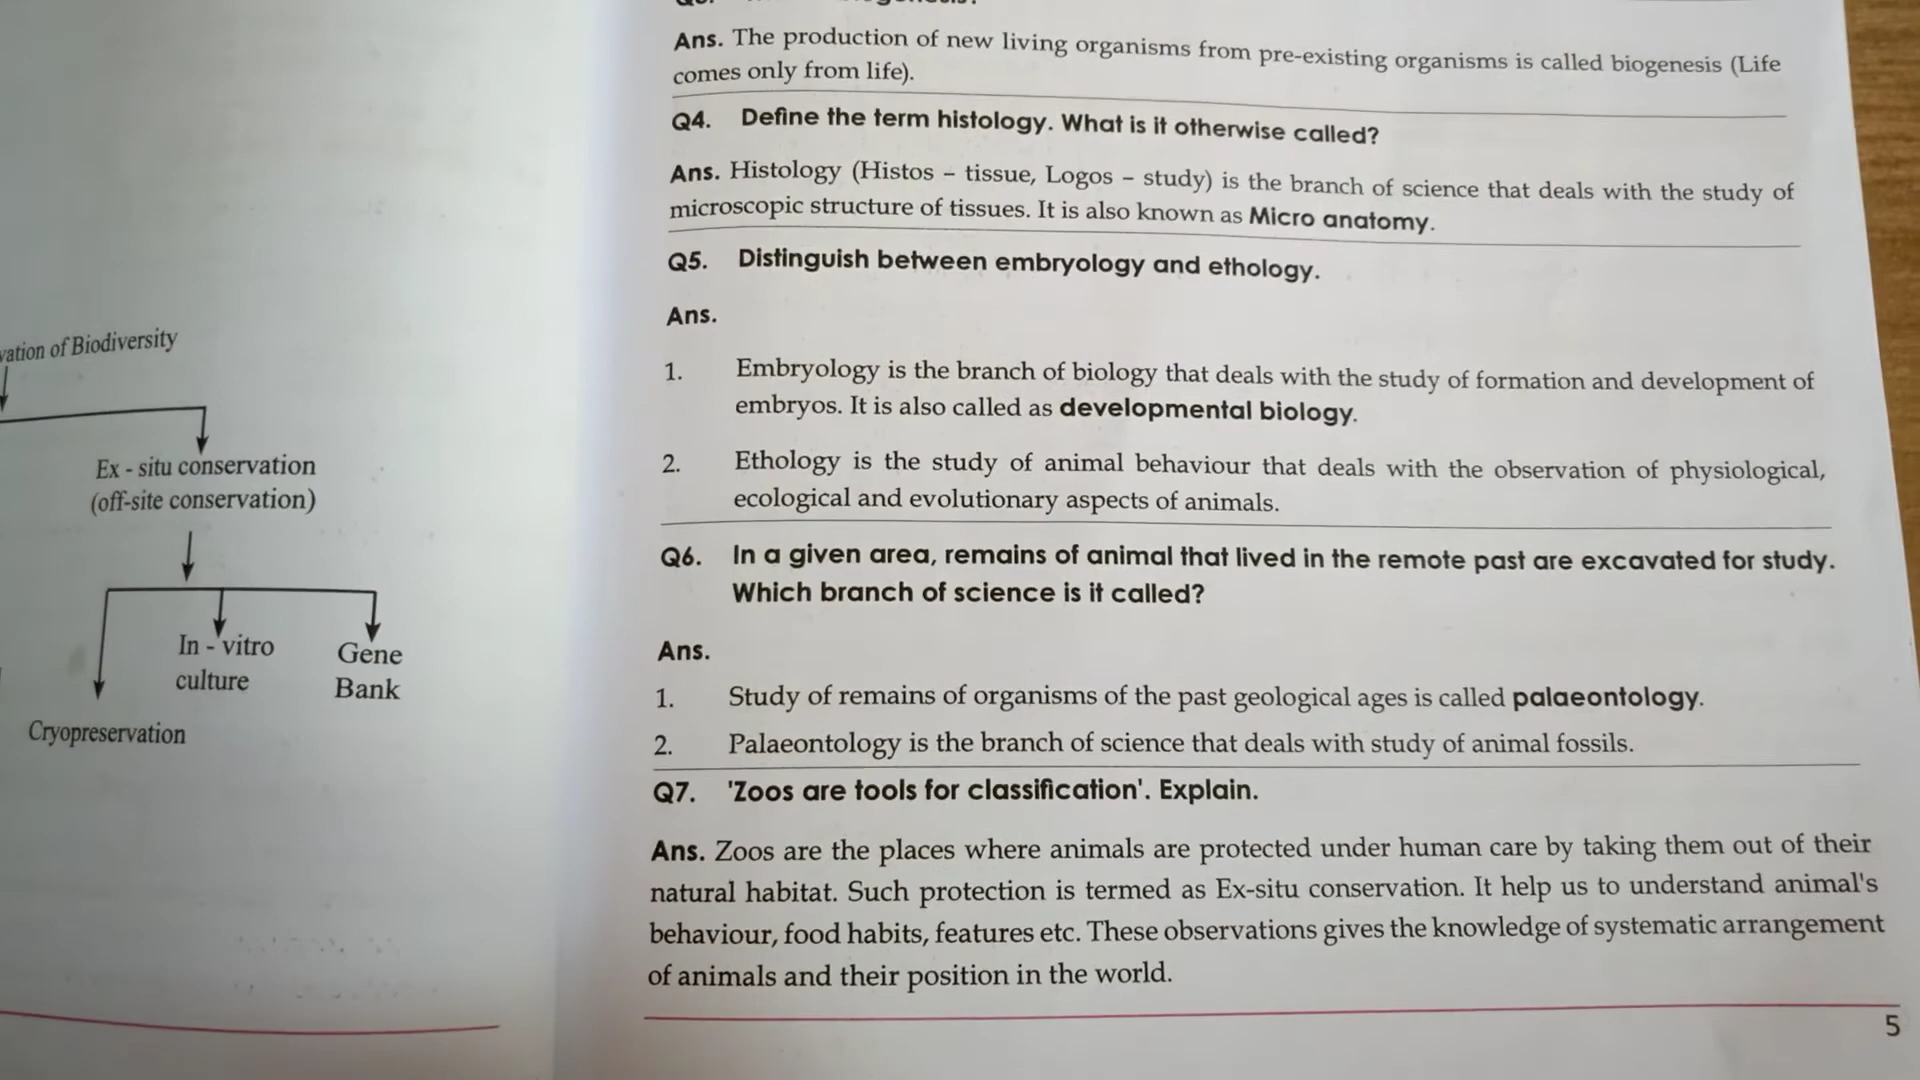 vation of Biodiversity
Ex - situ conservation
(off-site conservation)
In - vitro
culture
Gene
Bank
Cryopreservation
Ans. The production of new living organisms from pre-existing organisms is called biogenesis (Life
comes only from life).
Q4. Define the term histology. What is it otherwise called?
Ans. Histology (Histos – tissue, Logos – study) is the branch of science that deals with the study of
microscopic structure of tissues. It is also known as Micro anatomy.
Q5. Distinguish between embryology and ethology.
Ans.
1. Embryology is the branch of biology that deals with the study of formation and development of
embryos. It is also called as developmental biology.
2. Ethology is the study of animal behaviour that deals with the observation of physiological,
ecological and evolutionary aspects of animals.
Q6. In a given area, remains of animal that lived in the remote past are excavated for study.
Which branch of science is it called?
Ans.
1. Study of remains of organisms of the past geological ages is called palaeontology.
2. Palaeontology is the branch of science that deals with study of animal fossils.
Q7. 'Zoos are tools for classification'. Explain.
Ans. Zoos are the places where animals are protected under human care by taking them out of their
natural habitat. Such protection is termed as Ex-situ conservation. It help us to understand animal's
behaviour, food habits, features etc. These observations gives the knowledge of systematic arrangement
of animals and their position in the world.
5